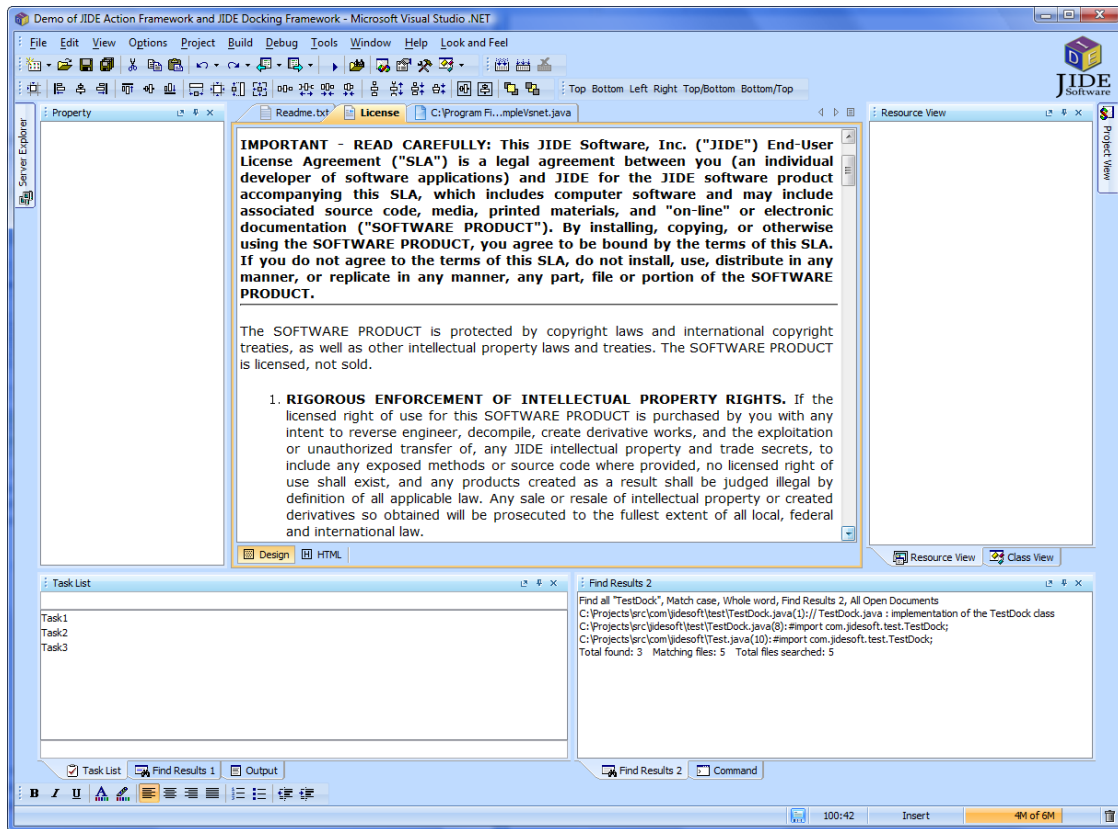 Demo of JIDE Action Framework and JIDE Docking Framework - Microsoft Visual Studio .NET
File Edit View Options Project Build Debug Tools Window Help Look and Feel
JIDE
Software
Top Bottom Left Right Top/Bottom Bottom/Top
Server Explorer
Property
Readme.txt License C:\Program Fi...mpleVsnet.java
Resource View
Project View
IMPORTANT - READ CAREFULLY: This JIDE Software, Inc. ("JIDE") End-User
License Agreement ("SLA") is a legal agreement between you (an individual
developer of software applications) and JIDE for the JIDE software product
accompanying this SLA, which includes computer software and may include
associated source code, media, printed materials, and "on-line" or electronic
documentation ("SOFTWARE PRODUCT"). By installing, copying, or otherwise
using the SOFTWARE PRODUCT, you agree to be bound by the terms of this SLA.
If you do not agree to the terms of this SLA, do not install, use, distribute in any
manner, or replicate in any manner, any part, file or portion of the SOFTWARE
PRODUCT.
The SOFTWARE PRODUCT is protected by copyright laws and international copyright
treaties, as well as other intellectual property laws and treaties. The SOFTWARE PRODUCT
is licensed, not sold.
1. RIGOROUS ENFORCEMENT OF INTELLECTUAL PROPERTY RIGHTS. If the
licensed right of use for this SOFTWARE PRODUCT is purchased by you with any
intent to reverse engineer, decompile, create derivative works, and the exploitation
or unauthorized transfer of, any JIDE intellectual property and trade secrets, to
include any exposed methods or source code where provided, no licensed right of
use shall exist, and any products created as a result shall be judged illegal by
definition of all applicable law. Any sale or resale of intellectual property or created
derivatives so obtained will be prosecuted to the fullest extent of all local, federal
and international law.
Design HTML
Resource View Class View
Task List
Task1
Task2
Task3
Task List Find Results 1 Output
Find Results 2
Find all "TestDock", Match case, Whole word, Find Results 2, All Open Documents
C:\Projects\src\com\jidesoft\test\TestDock.java(1):// TestDock.java : implementation of the TestDock class
C:\Projects\src\jidesoft\test\TestDock.java(8):#import com.jidesoft.test.TestDock;
C:\Projects\src\com\jidesoft\Test.java(10):#import com.jidesoft.test.TestDock;
Total found: 3 Matching files: 5 Total files searched: 5
Find Results 2 Command
B I U
100:42 Insert 4M of 6M